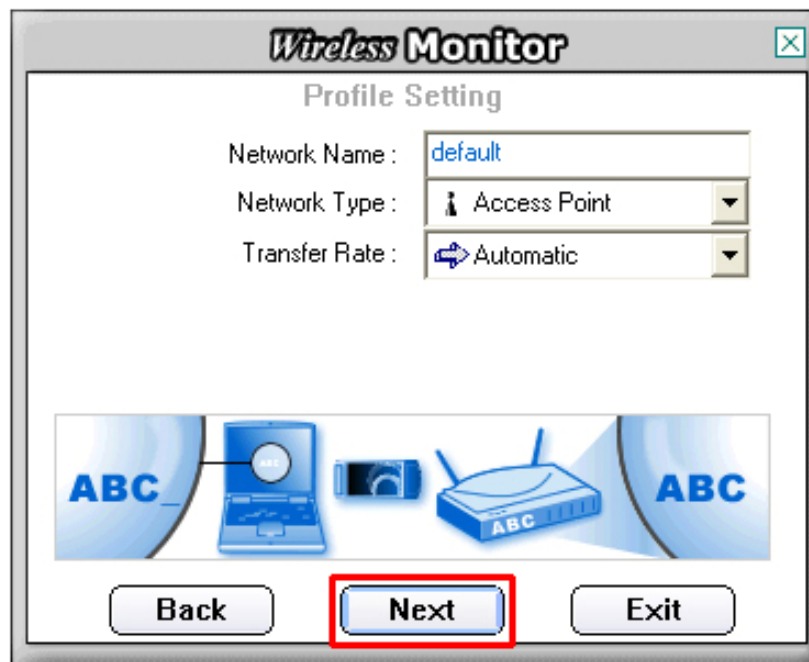 Wireless Monitor
Profile Setting
Network Name : default
Network Type : Access Point
Transfer Rate : Automatic
ABC_ ABC ABC ABC
Back Next Exit